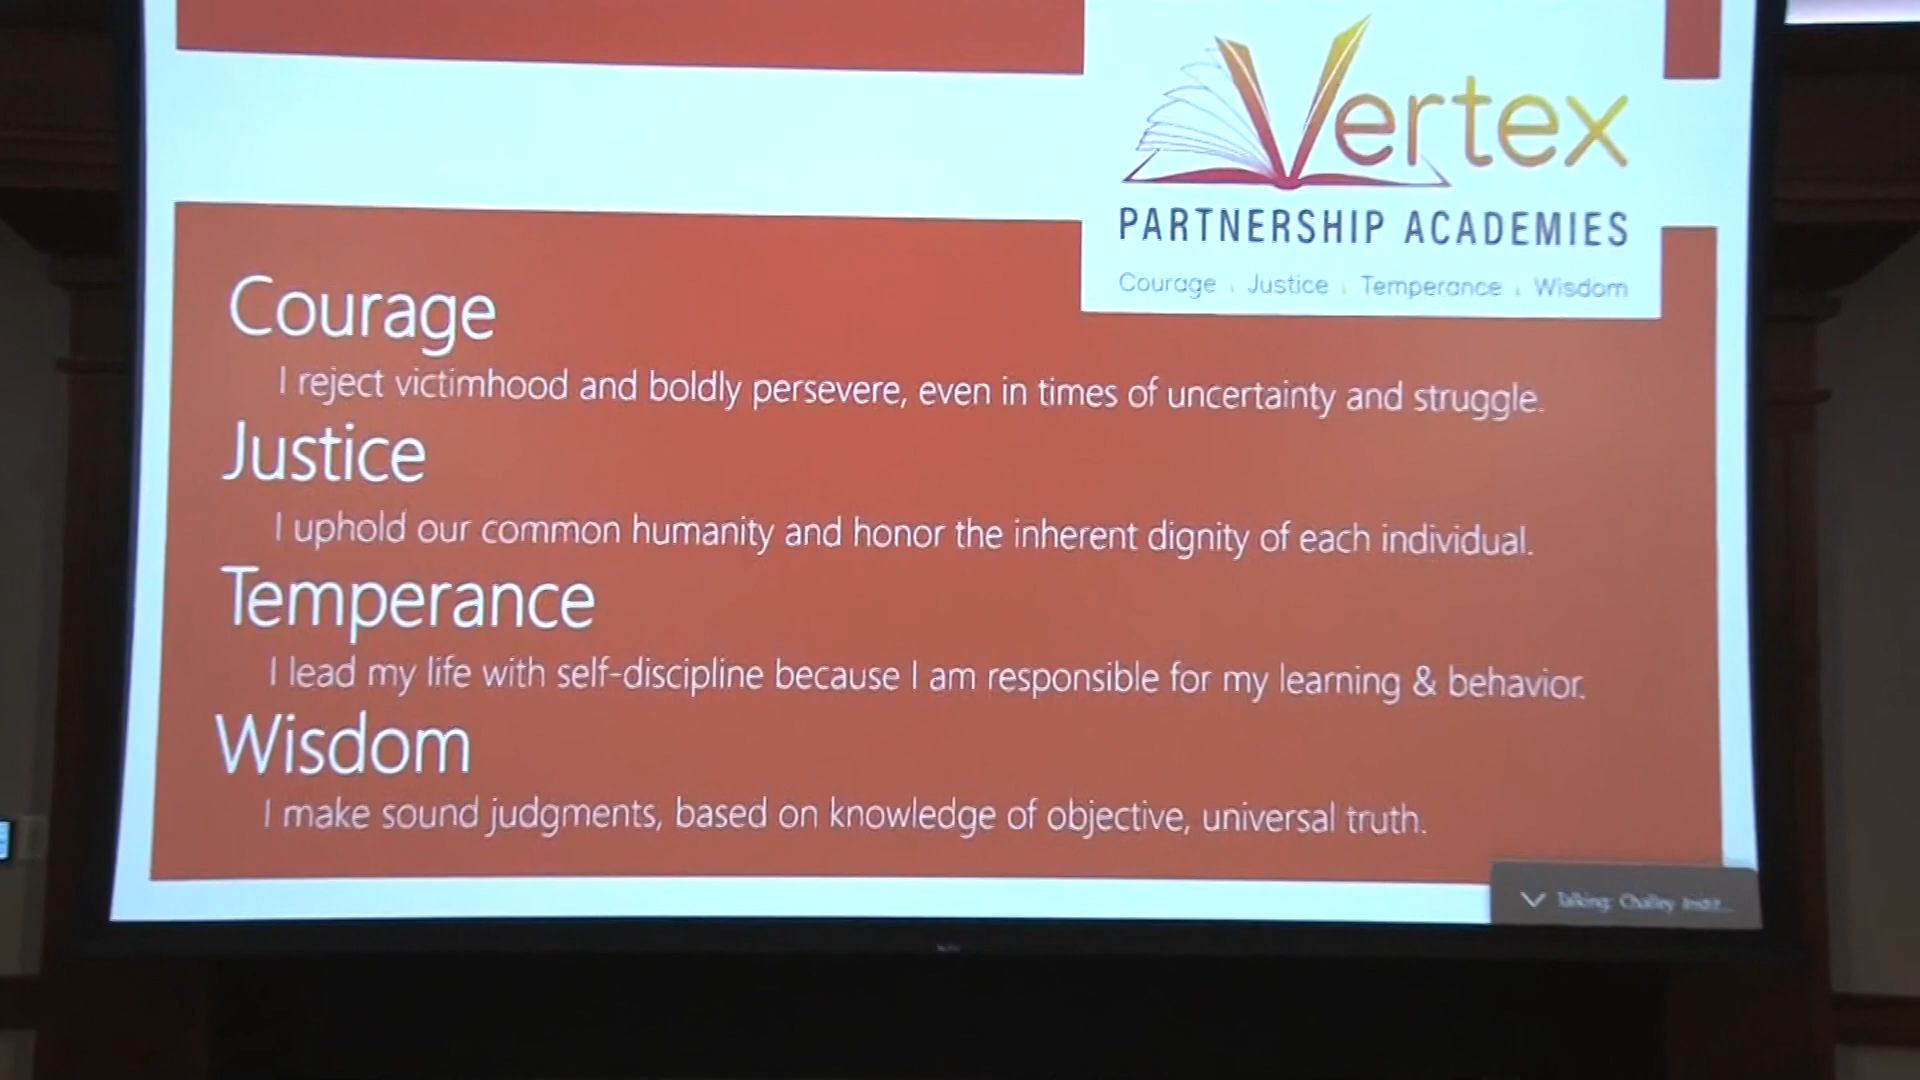 Vertex
PARTNERSHIP ACADEMIES
Courage Justice Temperance Wisdom
Courage
I reject victimhood and boldly persevere, even in times of uncertainty and struggle.
Justice
I uphold our common humanity and honor the inherent dignity of each individual.
Temperance
I lead my life with self-discipline because I am responsible for my learning & behavior.
Wisdom
I make sound judgments, based on knowledge of objective, universal truth.
Talking: Challey